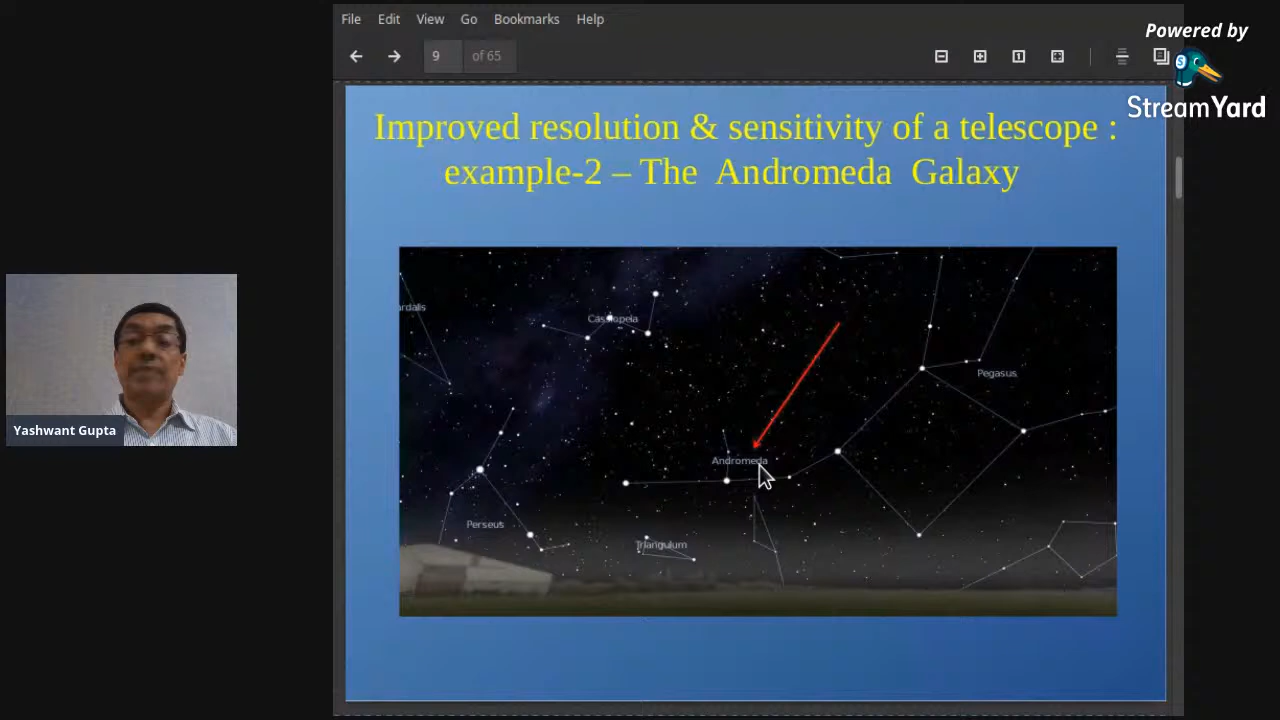 File Edit View Go Bookmarks Help
9 of 65
Powered by
StreamYard
Improved resolution & sensitivity of a telescope :
example-2 – The Andromeda Galaxy
ardalis
Cassiopeia
Pegasus
Andromeda
Perseus
Triangulum
Yashwant Gupta